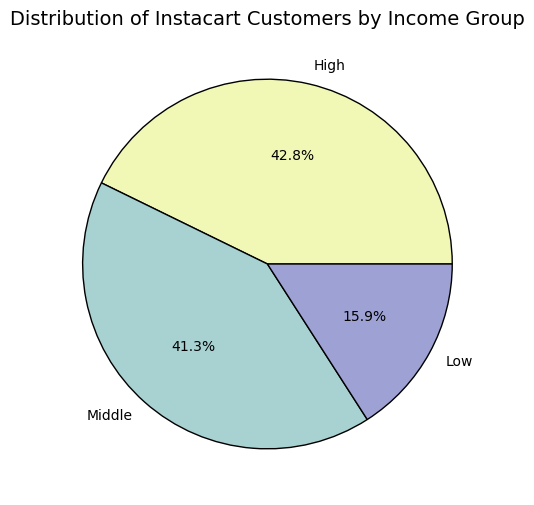 Distribution of Instacart Customers by Income Group
High
42.8%
15.9%
41.3%
Low
Middle